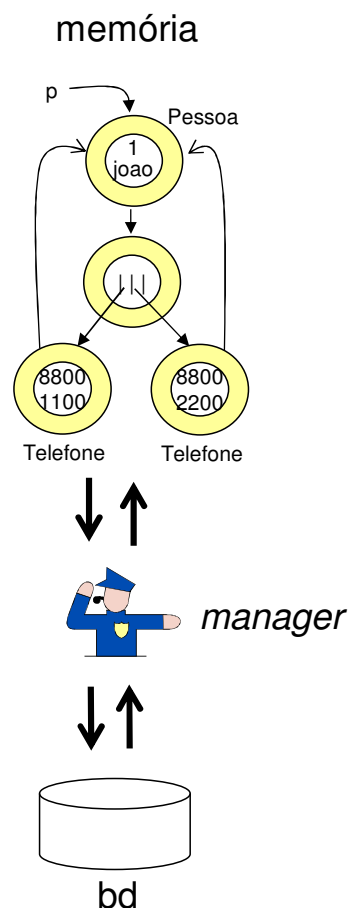 memória
p
Pessoa
1
joao
|||
8800
1100
8800
2200
Telefone
Telefone
manager
bd